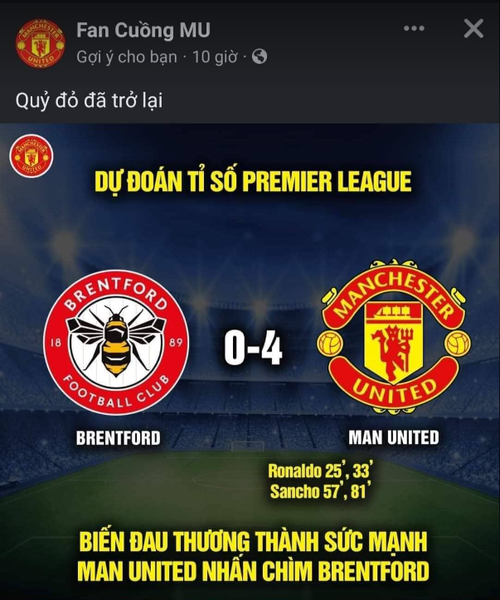 Fan Cuồng MU
Gợi ý cho bạn · 10 giờ ·
Quỷ đỏ đã trở lại
DỰ ĐOÁN TỈ SỐ PREMIER LEAGUE
BRENTFORD
18 89
FOOTBALL CLUB
0-4
MANCHESTER
UNITED
BRENTFORD
MAN UNITED
Ronaldo 25', 33'
Sancho 57', 81'
BIẾN ĐAU THƯƠNG THÀNH SỨC MẠNH
MAN UNITED NHẤN CHÌM BRENTFORD